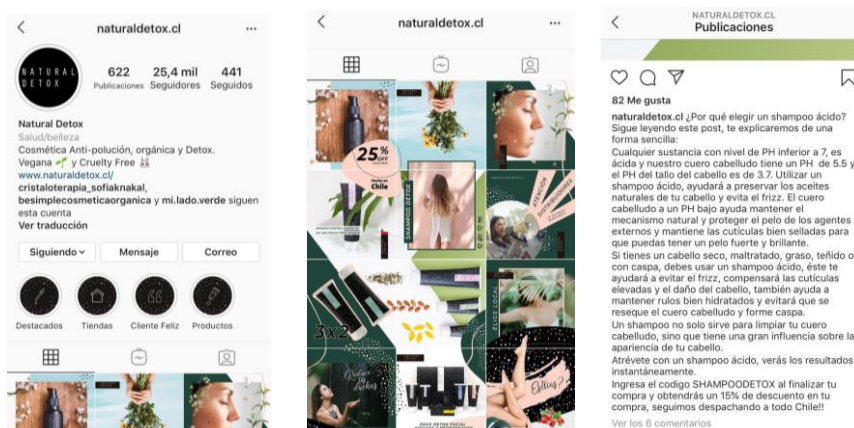 naturaldetox.cl
NATURAL
DETOX
622
Publicaciones
25,4 mil
Seguidores
441
Seguidos
Natural Detox
Salud/belleza
Cosmética Anti-polución, orgánica y Detox.
Vegana y Cruelty Free
www.naturaldetox.cl/
cristaloterapia_sofiaknakal,
besimplecosmeticaorganica y mi.lado.verde siguen
esta cuenta
Ver traducción
Siguiendo
Mensaje
Correo
Destacados
Tiendas
Cliente Feliz
Productos
naturaldetox.cl
25%
OFF
Hecho en
Chile
SHAMPOO DETOX
ATENCIÓN
DISTRIBUIDORES
ELIGE LOCAL
3x2
PACK DETOX FACIAL
NATURALDETOX.CL
Publicaciones
82 Me gusta
naturaldetox.cl ¿Por qué elegir un shampoo ácido?
Sigue leyendo este post, te explicaremos de una
forma sencilla:
Cualquier sustancia con nivel de PH inferior a 7, es
ácida y nuestro cuero cabelludo tiene un PH de 5.5 y
el PH del tallo del cabello es de 3.7. Utilizar un
shampoo ácido, ayudará a preservar los aceites
naturales de tu cabello y evita el frizz. El cuero
cabelludo a un PH bajo ayuda mantener el
mecanismo natural y proteger el pelo de los agentes
externos y mantiene las cutículas bien selladas para
que puedas tener un pelo fuerte y brillante.
Si tienes un cabello seco, maltratado, graso, teñido o
con caspa, debes usar un shampoo ácido, éste te
ayudará a evitar el frizz, compensará las cutículas
elevadas y el daño del cabello, también ayuda a
mantener rulos bien hidratados y evitará que se
reseque el cuero cabelludo y forme caspa.
Un shampoo no solo sirve para limpiar tu cuero
cabelludo, sino que tiene una gran influencia sobre la
apariencia de tu cabello.
Atrévete con un shampoo ácido, verás los resultados
instantáneamente.
Ingresa el codigo SHAMPOODETOX al finalizar tu
compra y obtendrás un 15% de descuento en tu
compra, seguimos despachando a todo Chile!!
Ver los 6 comentarios